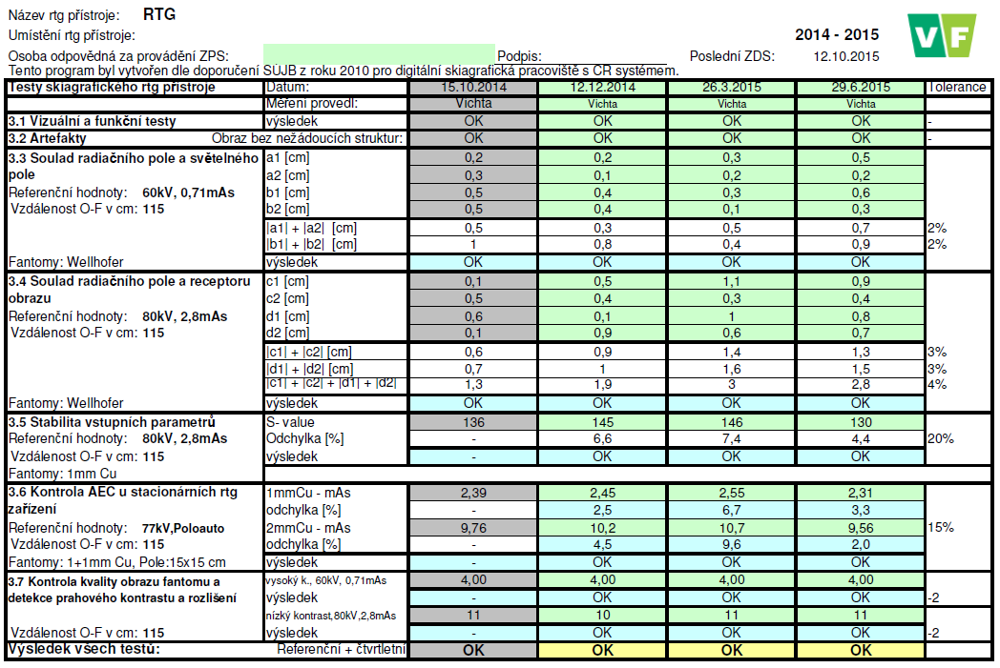 Název rtg přístroje: RTG
Umístění rtg přístroje: 2014 - 2015
VF
Osoba odpovědná za provádění ZPS: Podpis: Poslední ZDS: 12.10.2015
Tento program byl vytvořen dle doporučení SÚJB z roku 2010 pro digitální skiagrafická pracoviště s CR systémem.
Testy skiagrafického rtg přístroje Datum: 15.10.2014 12.12.2014 26.3.2015 29.6.2015 Tolerance
Měření provedl: Vichta Vichta Vichta Vichta
3.1 Vizuální a funkční testy výsledek OK OK OK OK -
3.2 Artefakty Obraz bez nežádoucích struktur: OK OK OK OK -
3.3 Soulad radiačního pole a světelného a1 [cm] 0,2 0,2 0,3 0,5
pole a2 [cm] 0,3 0,1 0,2 0,2
Referenční hodnoty: 60kV, 0,71mAs b1 [cm] 0,5 0,4 0,3 0,6
Vzdálenost O-F v cm: 115 b2 [cm] 0,5 0,4 0,1 0,3
|a1| + |a2| [cm] 0,5 0,3 0,5 0,7 2%
|b1| + |b2| [cm] 1 0,8 0,4 0,9 2%
Fantomy: Wellhofer výsledek OK OK OK OK
3.4 Soulad radiačního pole a receptoru c1 [cm] 0,1 0,5 1,1 0,9
obrazu c2 [cm] 0,5 0,4 0,3 0,4
Referenční hodnoty: 80kV, 2,8mAs d1 [cm] 0,6 0,1 1 0,8
Vzdálenost O-F v cm: 115 d2 [cm] 0,1 0,9 0,6 0,7
|c1| + |c2| [cm] 0,6 0,9 1,4 1,3 3%
|d1| + |d2| [cm] 0,7 1 1,6 1,5 3%
|c1| + |c2| + |d1| + |d2| 1,3 1,9 3 2,8 4%
Fantomy: Wellhofer výsledek OK OK OK OK
3.5 Stabilita vstupních parametrů S- value 136 145 146 130
Referenční hodnoty: 80kV, 2,8mAs Odchylka [%] - 6,6 7,4 4,4 20%
Vzdálenost O-F v cm: 115 výsledek - OK OK OK
Fantomy: 1mm Cu
3.6 Kontrola AEC u stacionárních rtg 1mmCu - mAs 2,39 2,45 2,55 2,31
zařízení odchylka [%] - 2,5 6,7 3,3
Referenční hodnoty: 77kV,Poloauto 2mmCu - mAs 9,76 10,2 10,7 9,56 15%
Vzdálenost O-F v cm: 115 odchylka [%] - 4,5 9,6 2,0
Fantomy: 1+1mm Cu, Pole:15x15 cm výsledek - OK OK OK
3.7 Kontrola kvality obrazu fantomu a vysoký k., 60kV, 0,71mAs 4,00 4,00 4,00 4,00
detekce prahového kontrastu a rozlišení výsledek - OK OK OK -2
nízký kontrast,80kV,2,8mAs 11 10 11 11
Vzdálenost O-F v cm: 115 výsledek - OK OK OK -2
Výsledek všech testů: Referenční + čtvrtletní OK OK OK OK